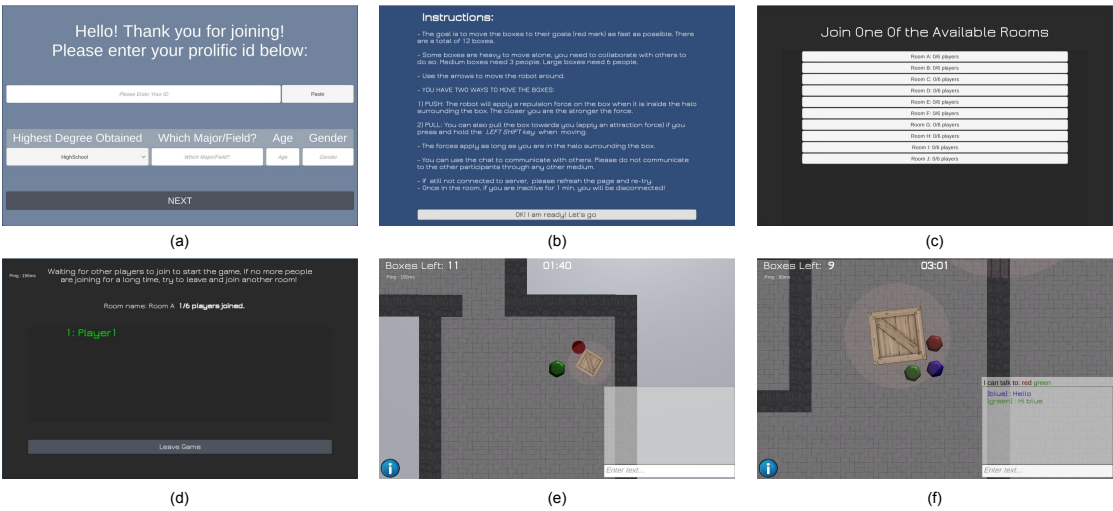 Hello! Thank you for joining!
Please enter your prolific id below:
Please Enter Your ID
Paste
Highest Degree Obtained
Which Major/Field?
Age
Gender
HighSchool
Which Major/Field?
Age
Gender
NEXT
(a)
Instructions:
- The goal is to move the boxes to their goals (red mark) as fast as possible, There
are a total of 12 boxes.
- Some boxes are heavy to move alone, you need to collaborate with others to
do so. Medium boxes need 3 people. Large boxes need 6 people.
- Use the arrows to move the robot around.
- YOU HAVE TWO WAYS TO MOVE THE BOXES:
1) PUSH: The robot will apply a repulsion force on the box when it is inside the halo
surrounding the box. The closer you are the stronger the force.
2) PULL: You can also pull the box towards you (apply an attraction force) if you
press and hold the LEFT SHIFT key when moving.
- The forces apply as long as you are in the halo surrounding the box.
- You can use the chat to communicate with others. Please do not communicate
to the other participants through any other medium.
- If still not connected to server, please refresh the page and re-try.
- Once in the room, if you are inactive for 1 min, you will be disconnected!
OK! I am ready! Let's go
(b)
Join One Of the Available Rooms
Room A: 0/6 players
Room B: 0/6 players
Room C: 0/6 players
Room D: 0/6 players
Room E: 0/6 players
Room F: 0/6 players
Room G: 0/6 players
Room H: 0/6 players
Room I: 0/6 players
Room J: 0/6 players
(c)
Ping : 156ms
Waiting for other players to join to start the game, If no more people
are joining for a long time, try to leave and join another room!
Room name: Room A 1/6 players joined.
1: Player1
Leave Game
(d)
Boxes Left: 11
01:40
Ping : 192ms
i
Enter text...
(e)
Boxes Left: 9
03:01
I can talk to: red green
[blue] : Hello
[green] : Hi blue
i
Enter text...
(f)